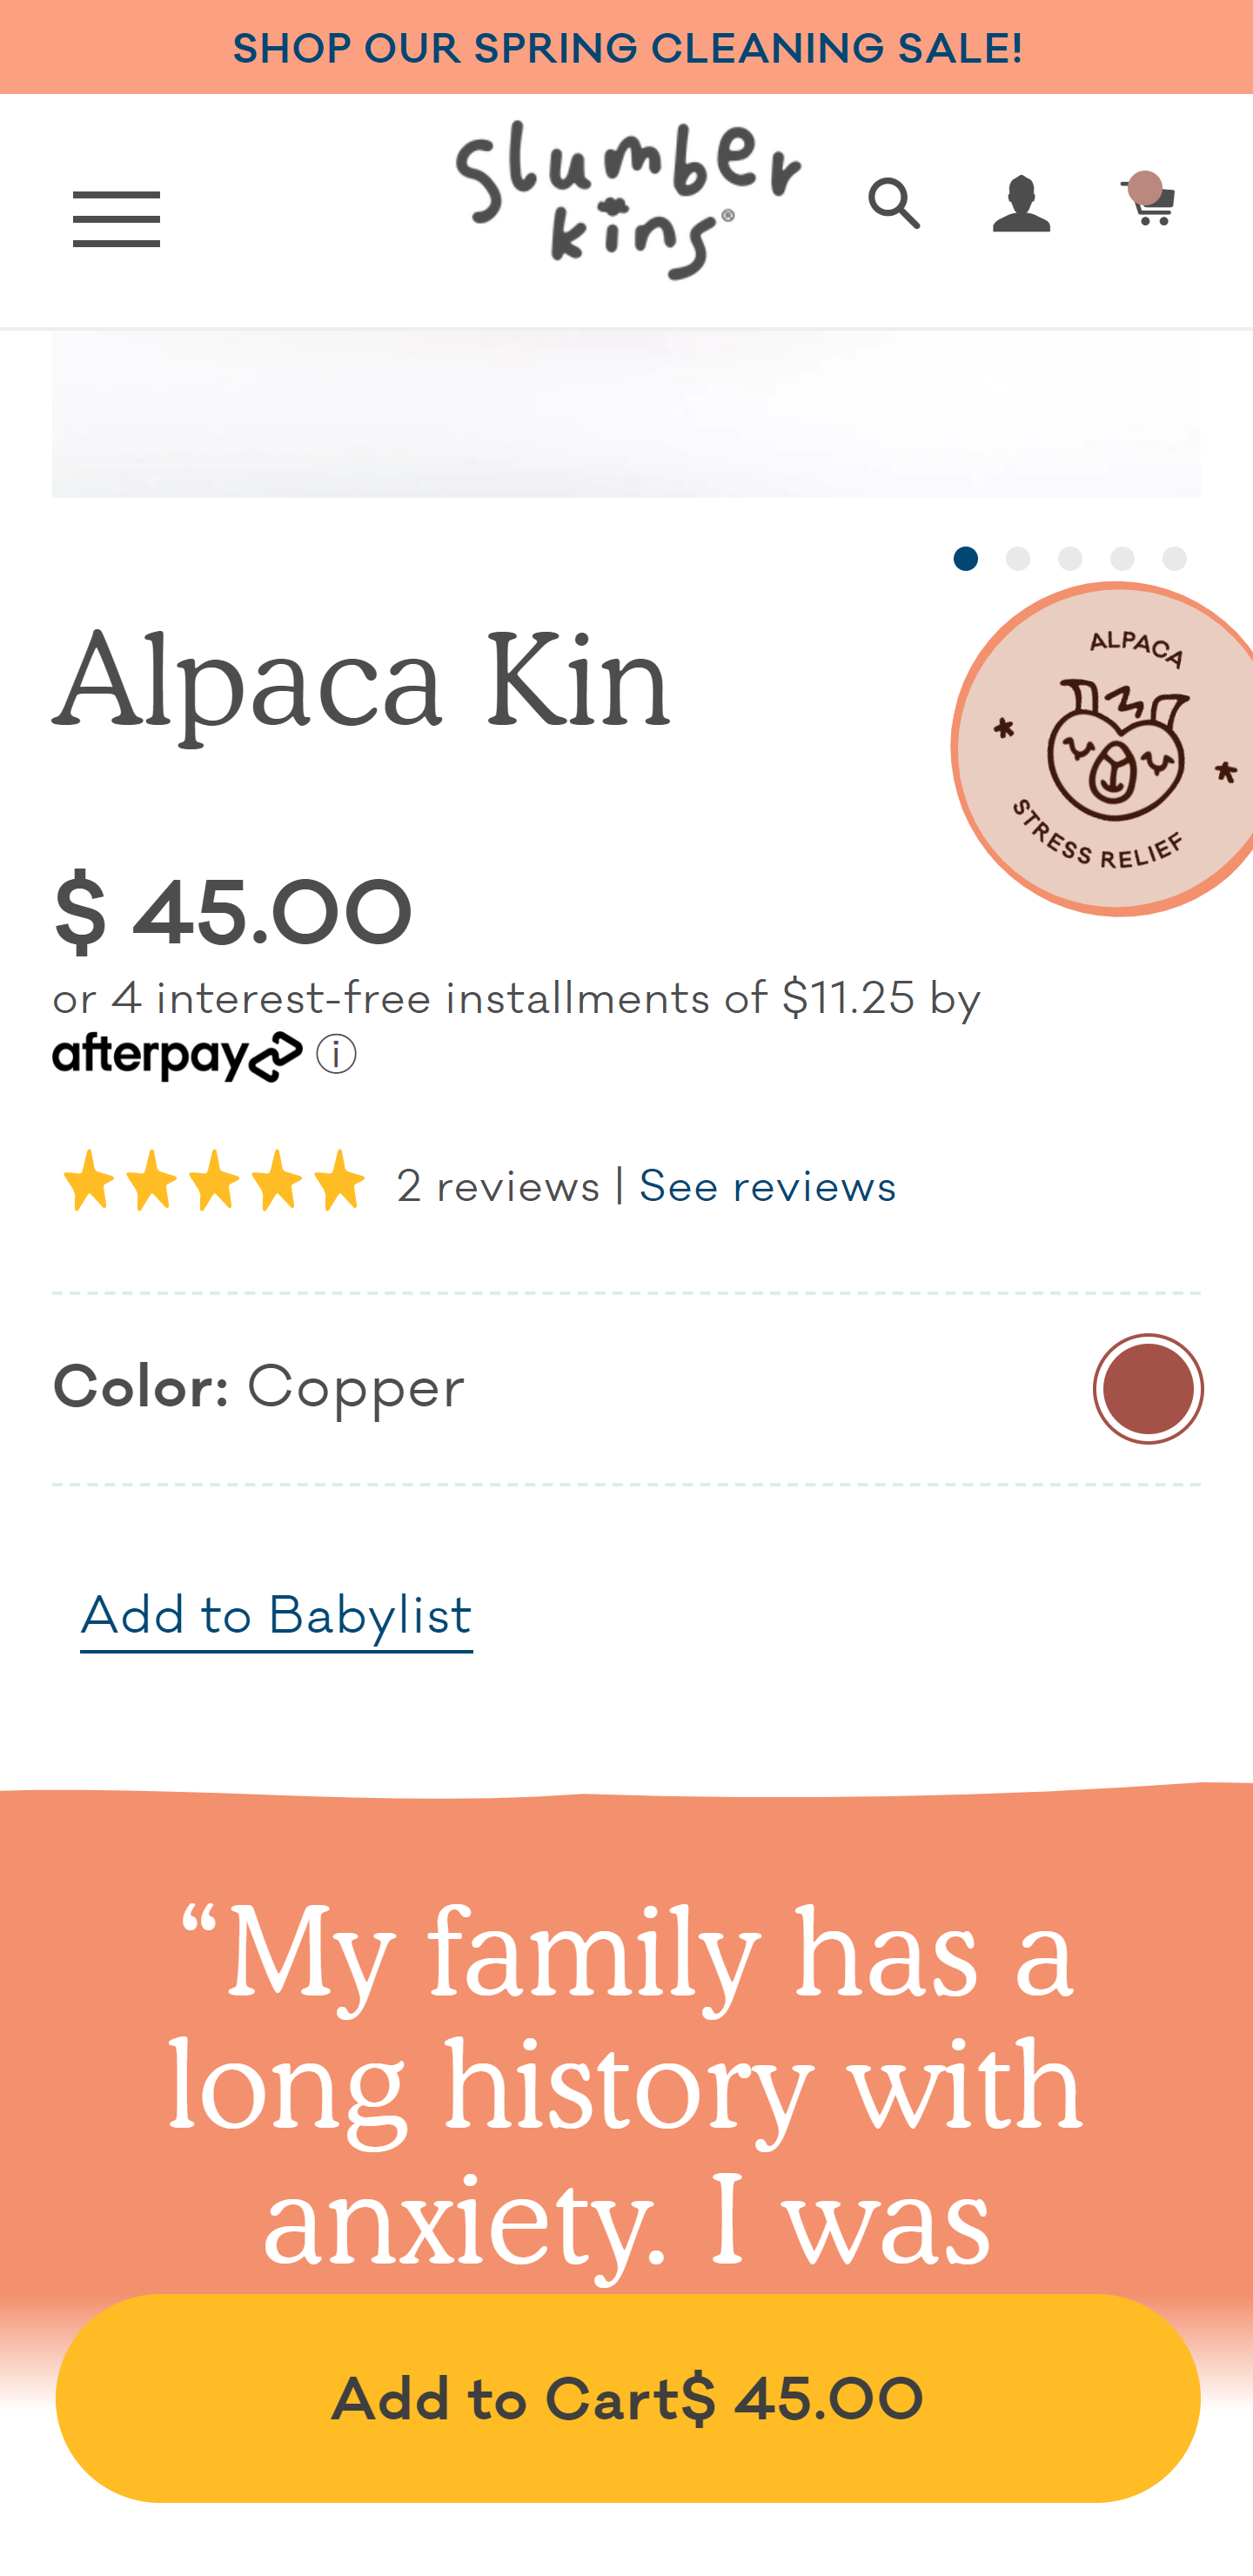 SHOP OUR SPRING CLEANING SALE!
slumber
kins®
Alpaca Kin
ALPACA
STRESS RELIEF
$ 45.00
or 4 interest-free installments of $11.25 by
afterpay i
2 reviews | See reviews
Color: Copper
Add to Babylist
“My family has a
long history with
anxiety. I was
Add to Cart$ 45.00